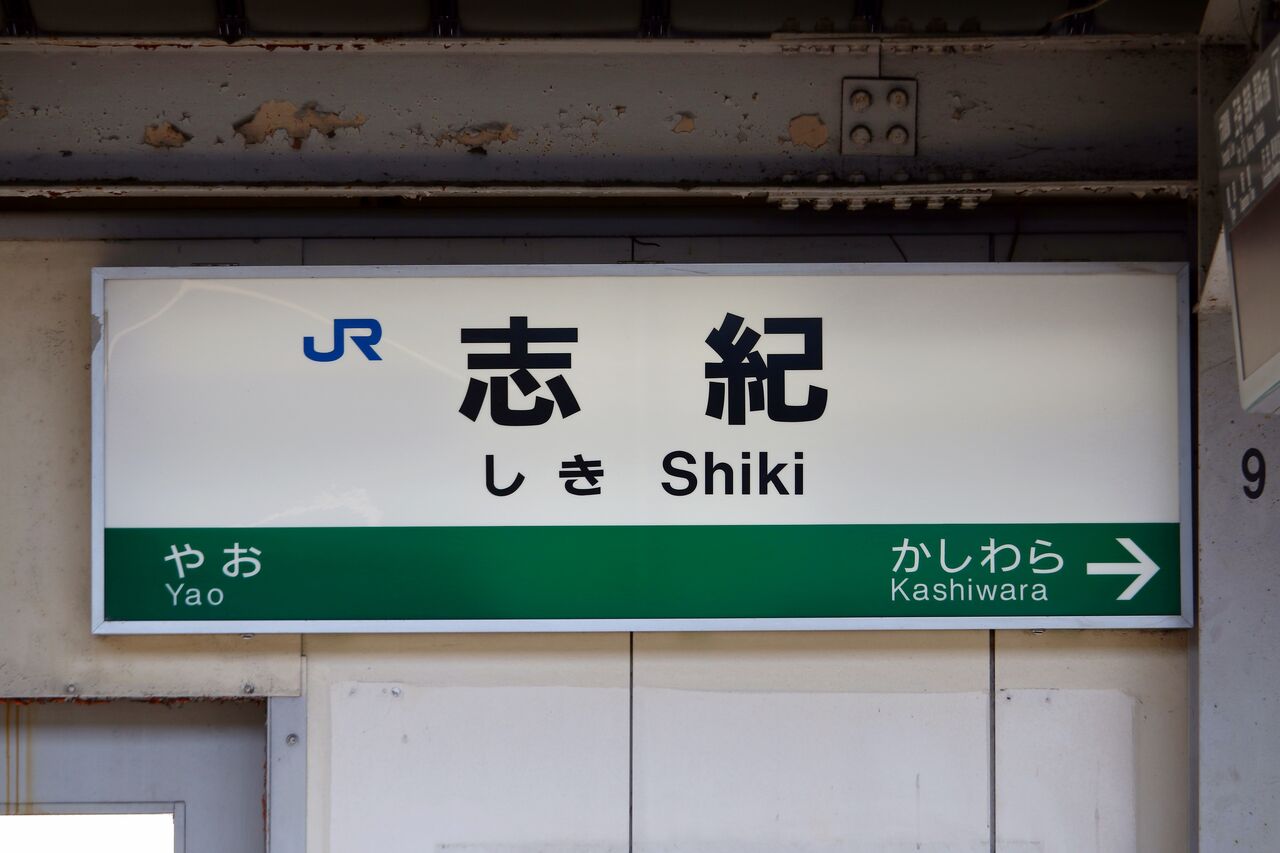 JR 志紀
しき Shiki
やお
Yao
かしわら →
Kashiwara
9